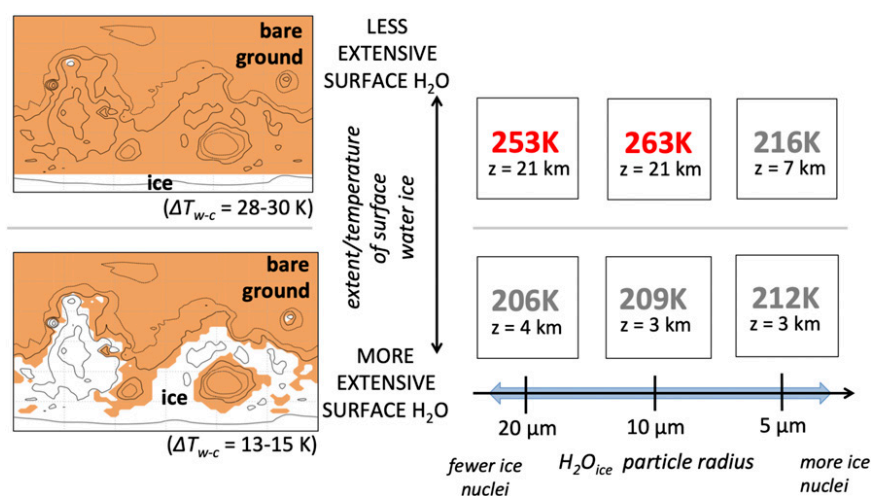 bare
ground
ice
(ΔT_w-c = 28-30 K)
bare
ground
ice
(ΔT_w-c = 13-15 K)
LESS
EXTENSIVE
SURFACE H₂O
extent/temperature
of surface
water ice
MORE
EXTENSIVE
SURFACE H₂O
253K
z = 21 km
263K
z = 21 km
216K
z = 7 km
206K
z = 4 km
209K
z = 3 km
212K
z = 3 km
20 μm
10 μm
5 μm
fewer ice
nuclei
H₂O_ice particle radius
more ice
nuclei